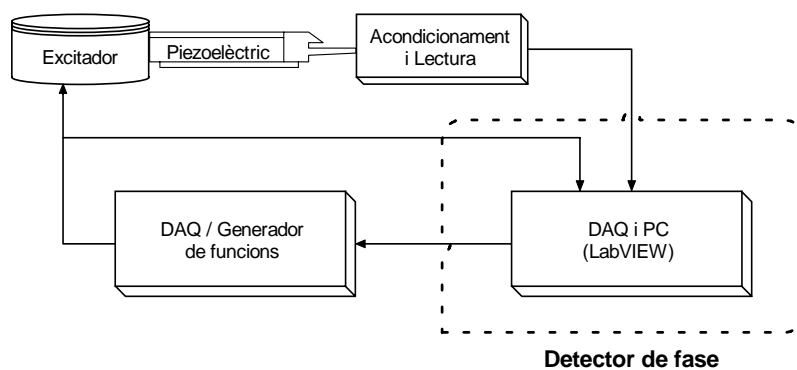 Excitador
Piezoelèctric
Acondicionament
i Lectura
DAQ / Generador
de funcions
DAQ i PC
(LabVIEW)
Detector de fase